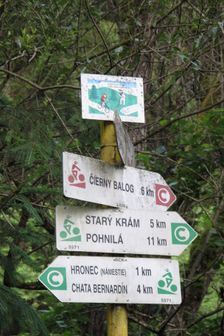 ČIERNY BALOG 6 km C
STARÝ KRÁM 5 km
POHNILÁ 11 km
C
5571
HRONEC (NÁMESTIE) 1 km
CHATA BERNARDÍN 4 km
C